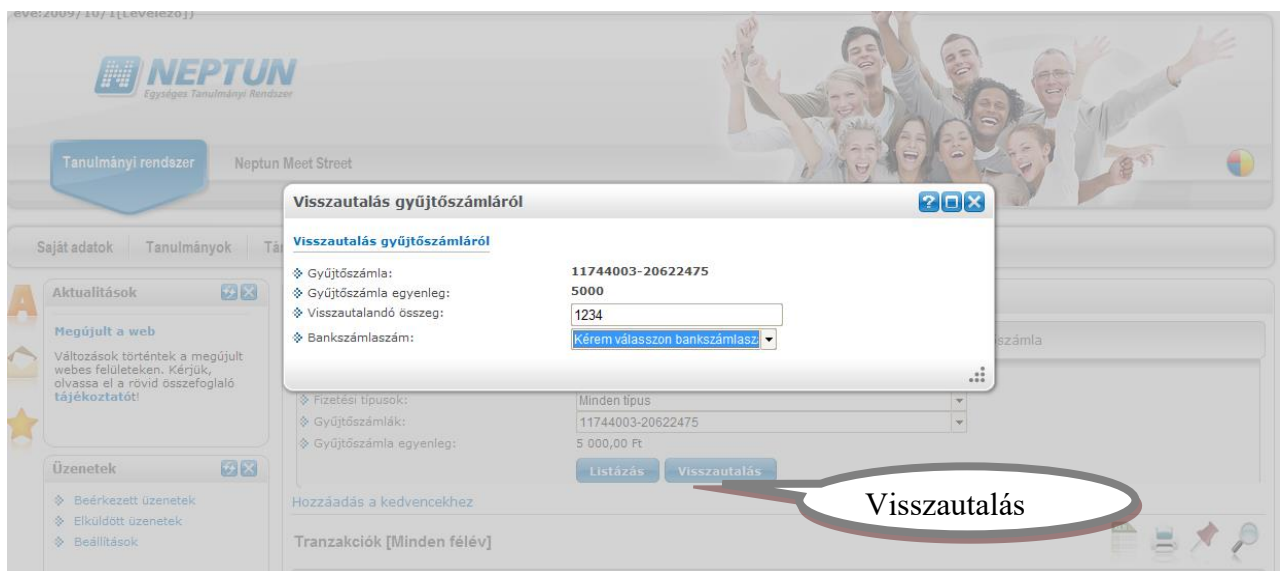 eve:2009/10/1[Levelező])
NEPTUN
Egységes Tanulmányi Rendszer
Tanulmányi rendszer
Neptun Meet Street
Visszautalás gyűjtőszámláról
Saját adatok
Tanulmányok
Visszautalás gyűjtőszámláról
Gyűjtőszámla: 11744003-20622475
Gyűjtőszámla egyenleg: 5000
Visszautalandó összeg: 1234
Bankszámlaszám: Kérem válasszon bankszámlasz
Aktualitások
Megújult a web
Változások történtek a megújult
webes felületeken. Kérjük,
olvassa el a rövid összefoglaló
tájékoztatót!
számla
Fizetési típusok: Minden típus
Gyűjtőszámlák: 11744003-20622475
Gyűjtőszámla egyenleg: 5 000,00 Ft
Listázás Visszautalás
Visszautalás
Hozzáadás a kedvencekhez
Üzenetek
Beérkezett üzenetek
Elküldött üzenetek
Beállítások
Tranzakciók [Minden félév]